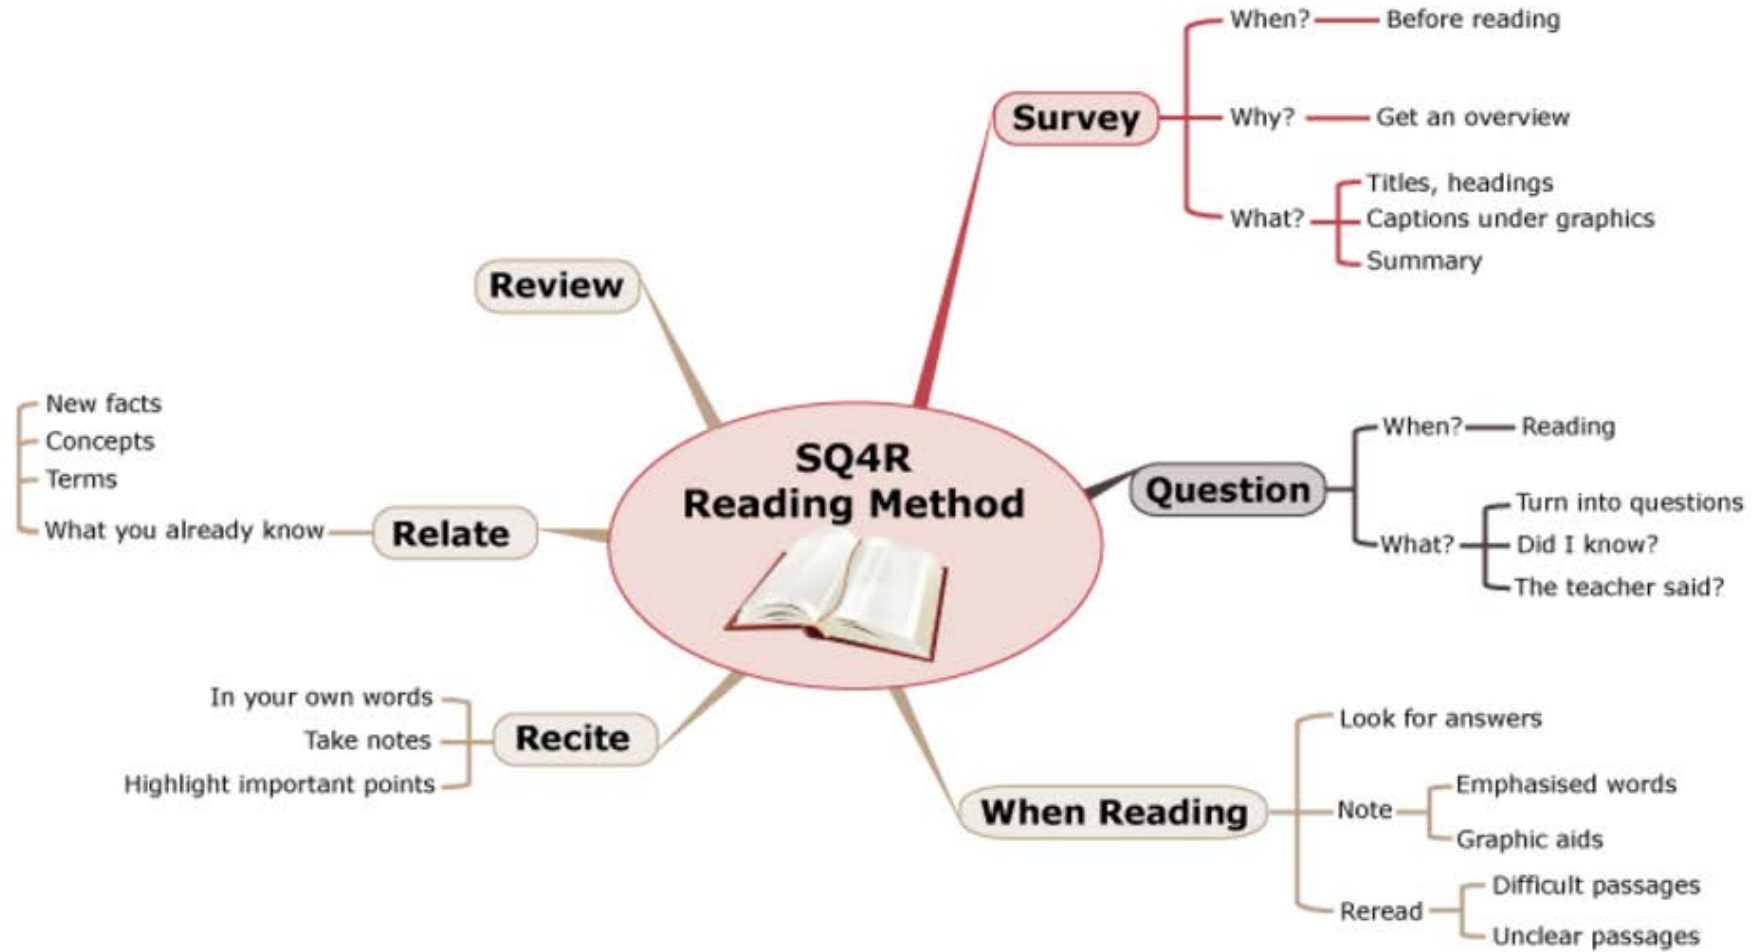 SQ4R
Reading Method
Survey
When?
Before reading
Why?
Get an overview
What?
Titles, headings
Captions under graphics
Summary
Question
When?
Reading
What?
Turn into questions
Did I know?
The teacher said?
When Reading
Look for answers
Note
Emphasised words
Graphic aids
Reread
Difficult passages
Unclear passages
Recite
In your own words
Take notes
Highlight important points
Relate
What you already know
New facts
Concepts
Terms
Review